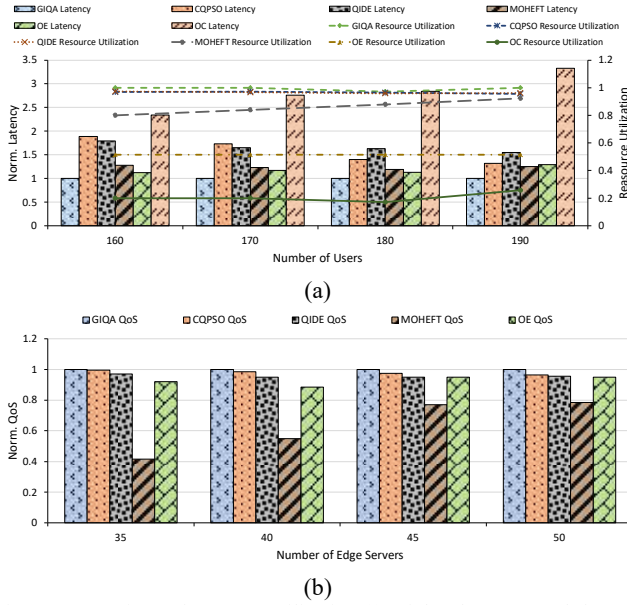 GIQA Latency CQPSO Latency QIDE Latency MOHEFT Latency
OE Latency OC Latency GIQA Resource Utilization CQPSO Resource Utilization
QIDE Resource Utilization MOHEFT Resource Utilization OE Resource Utilization OC Resource Utilization
3.5 1.2
3 1
2.5 0.8
2
1.5 0.6
1 0.4
0.5 0.2
0 0
Norm. Latency
Reasource Utilization
160 170 180 190
Number of Users
(a)
GIQA QoS CQPSO QoS QIDE QoS MOHEFT QoS OE QoS
1.2
1
0.8
0.6
0.4
0.2
0
Norm. QoS
35 40 45 50
Number of Edge Servers
(b)